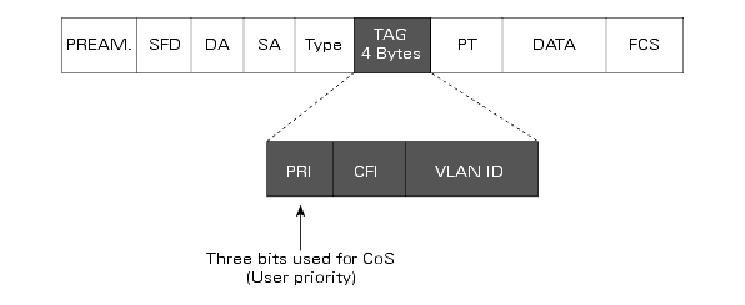 PREAM. SFD DA SA Type TAG 4 Bytes PT DATA FCS
PRI CFI VLAN ID
Three bits used for CoS
(User priority)